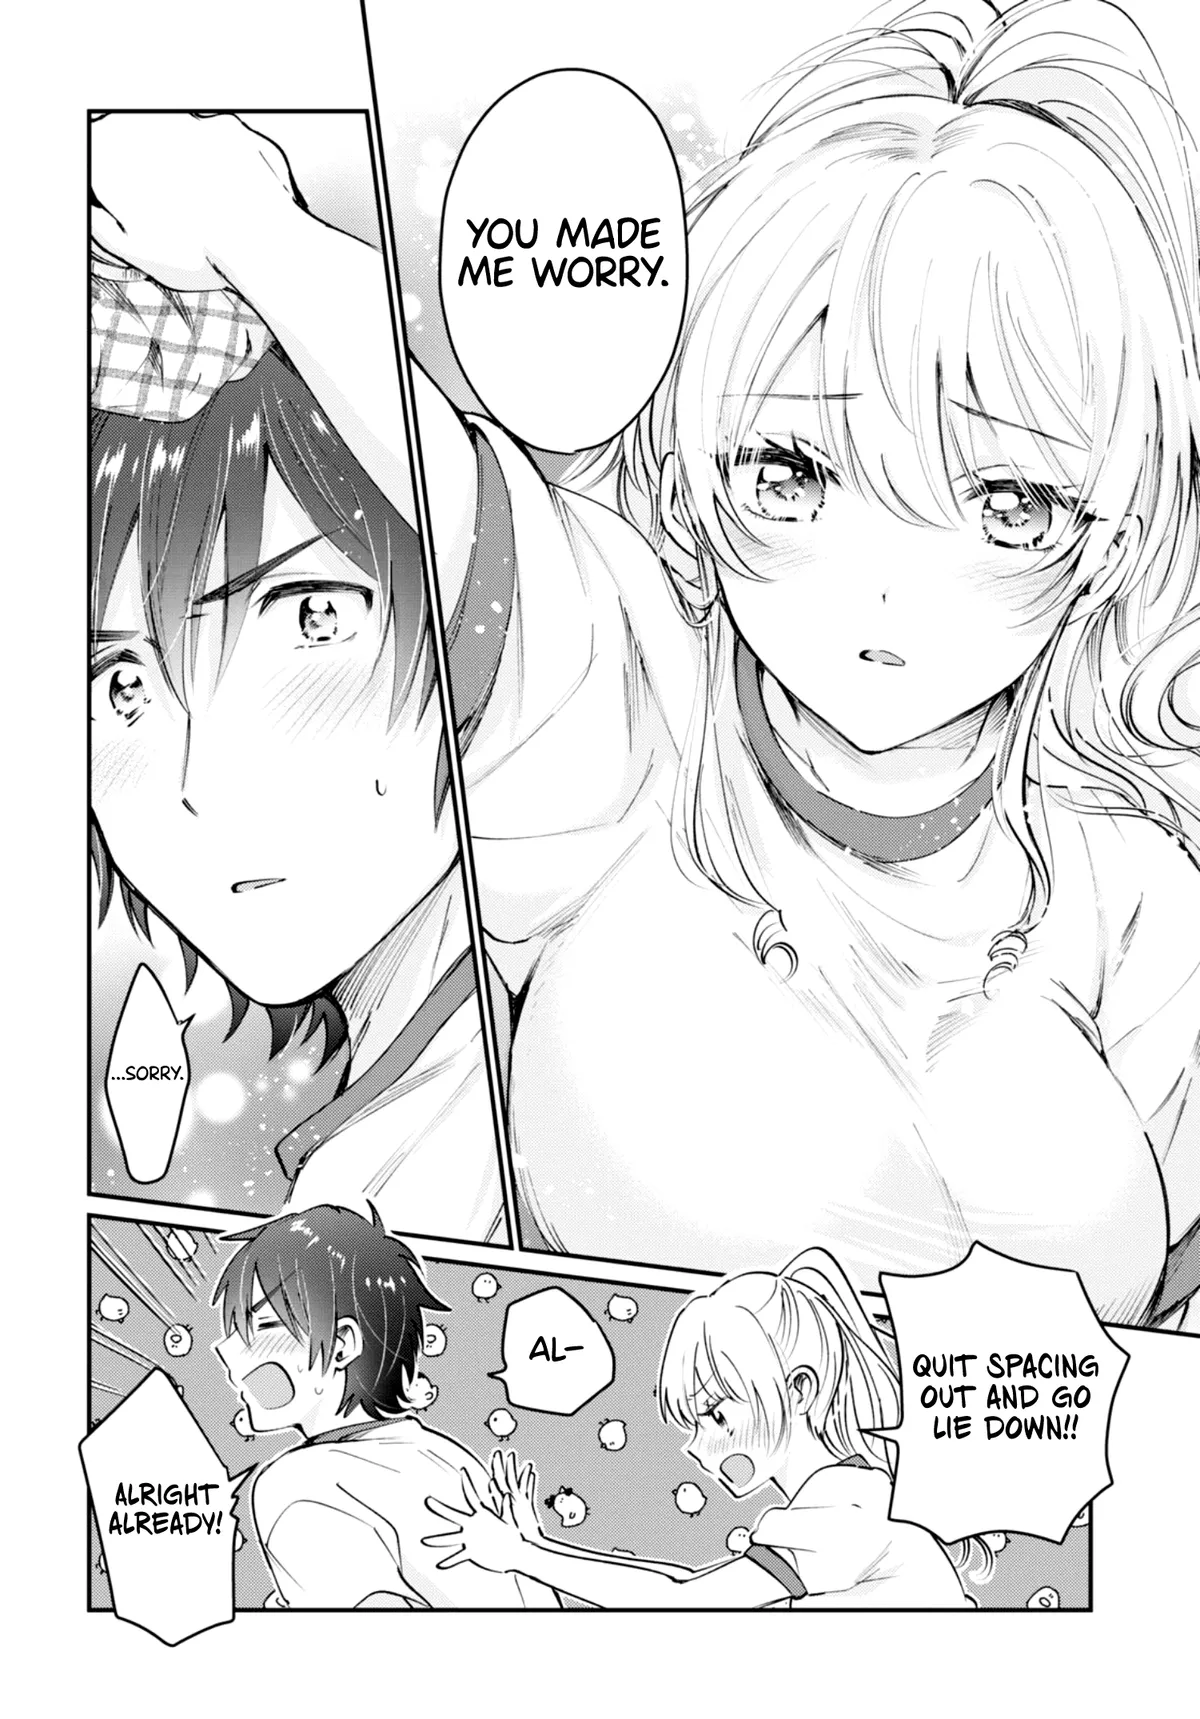 YOU MADE
ME WORRY.
...SORRY.
QUIT SPACING
OUT AND GO
LIE DOWN!!
AL-
ALRIGHT
ALREADY!